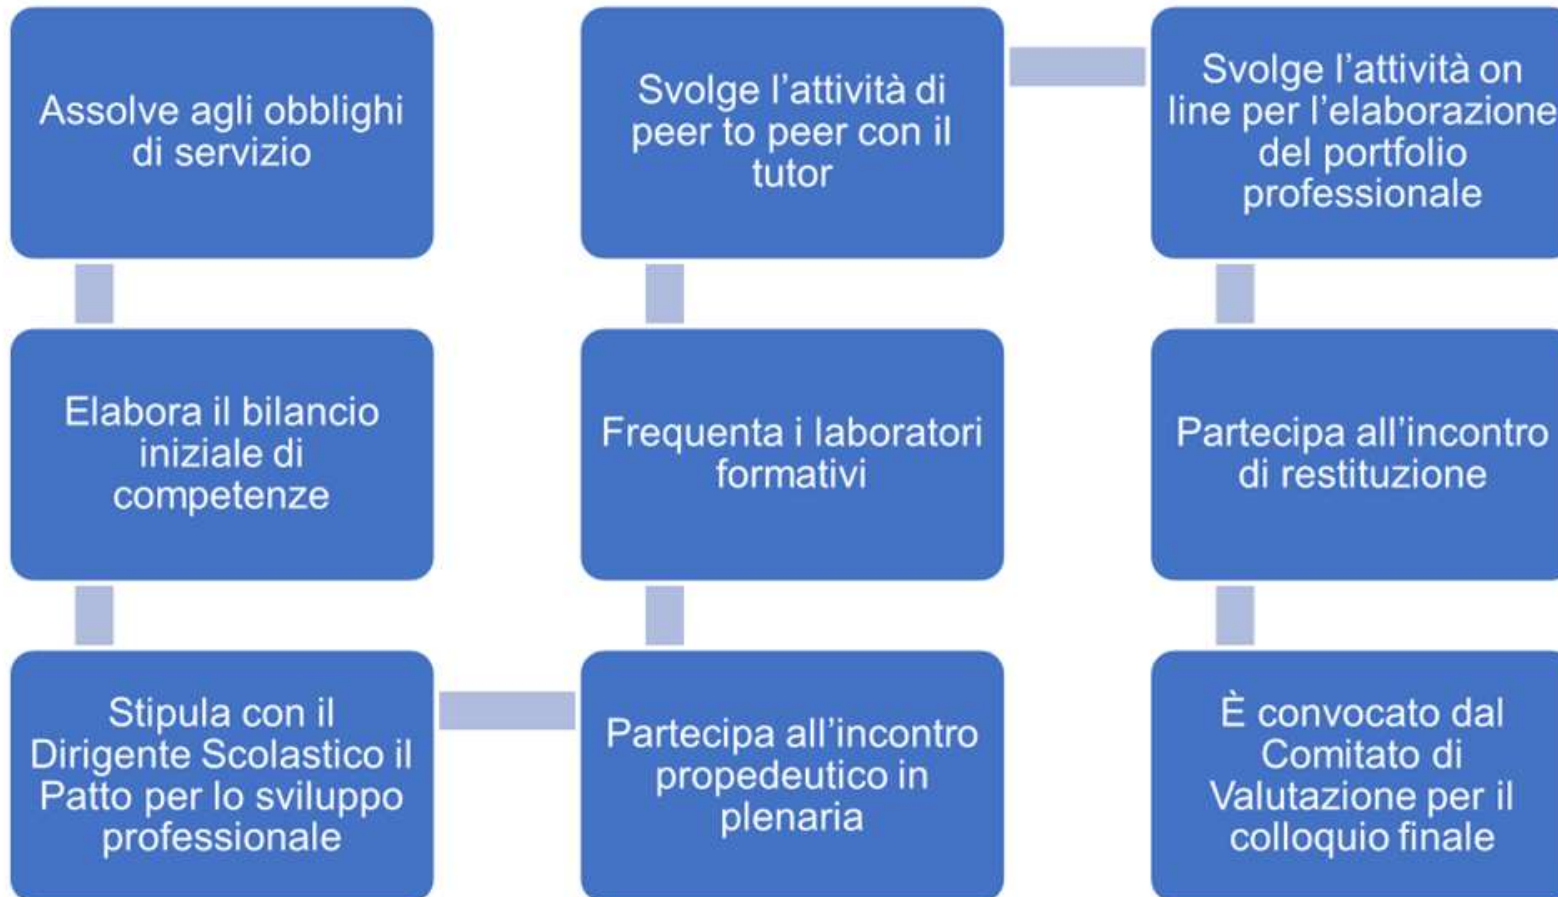 Assolve agli obblighi
di servizio
Elabora il bilancio
iniziale di
competenze
Stipula con il
Dirigente Scolastico il
Patto per lo sviluppo
professionale
Partecipa all’incontro
propedeutico in
plenaria
Frequenta i laboratori
formativi
Svolge l’attività di
peer to peer con il
tutor
Svolge l’attività on
line per l’elaborazione
del portfolio
professionale
Partecipa all’incontro
di restituzione
È convocato dal
Comitato di
Valutazione per il
colloquio finale